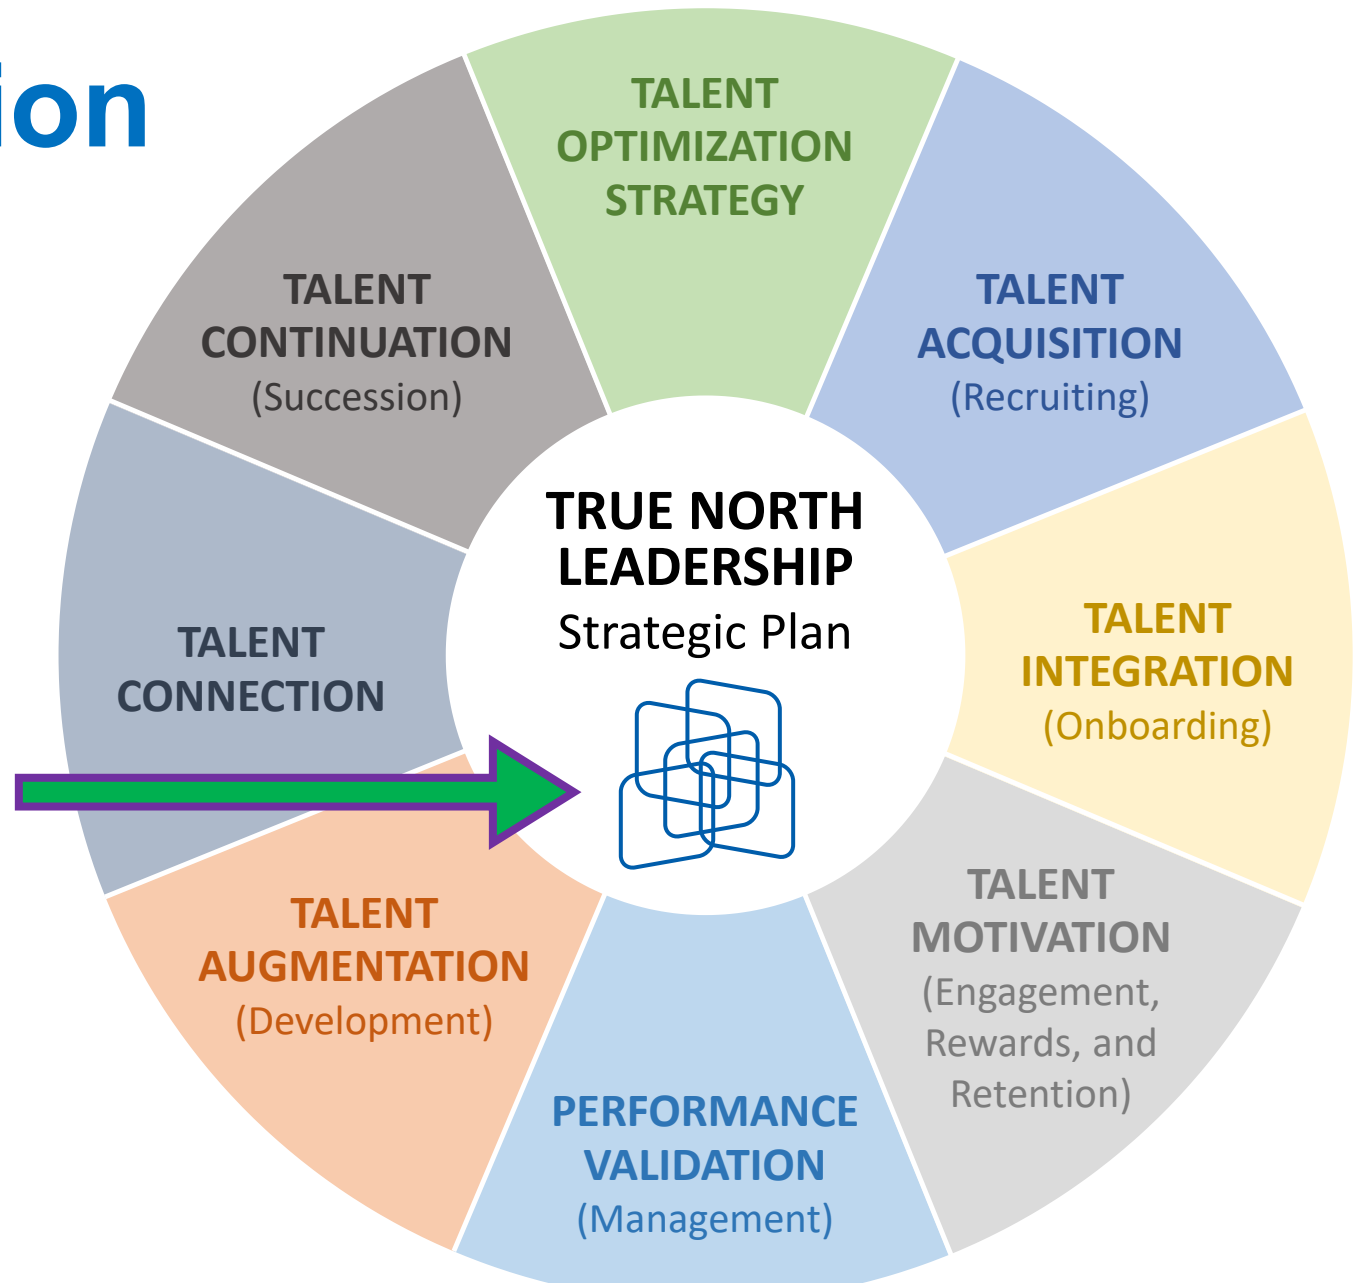 ion
TALENT
OPTIMIZATION
STRATEGY
TALENT
ACQUISITION
(Recruiting)
TALENT
INTEGRATION
(Onboarding)
TALENT
MOTIVATION
(Engagement,
Rewards, and
Retention)
PERFORMANCE
VALIDATION
(Management)
TALENT
AUGMENTATION
(Development)
TALENT
CONNECTION
TALENT
CONTINUATION
(Succession)
TRUE NORTH
LEADERSHIP
Strategic Plan